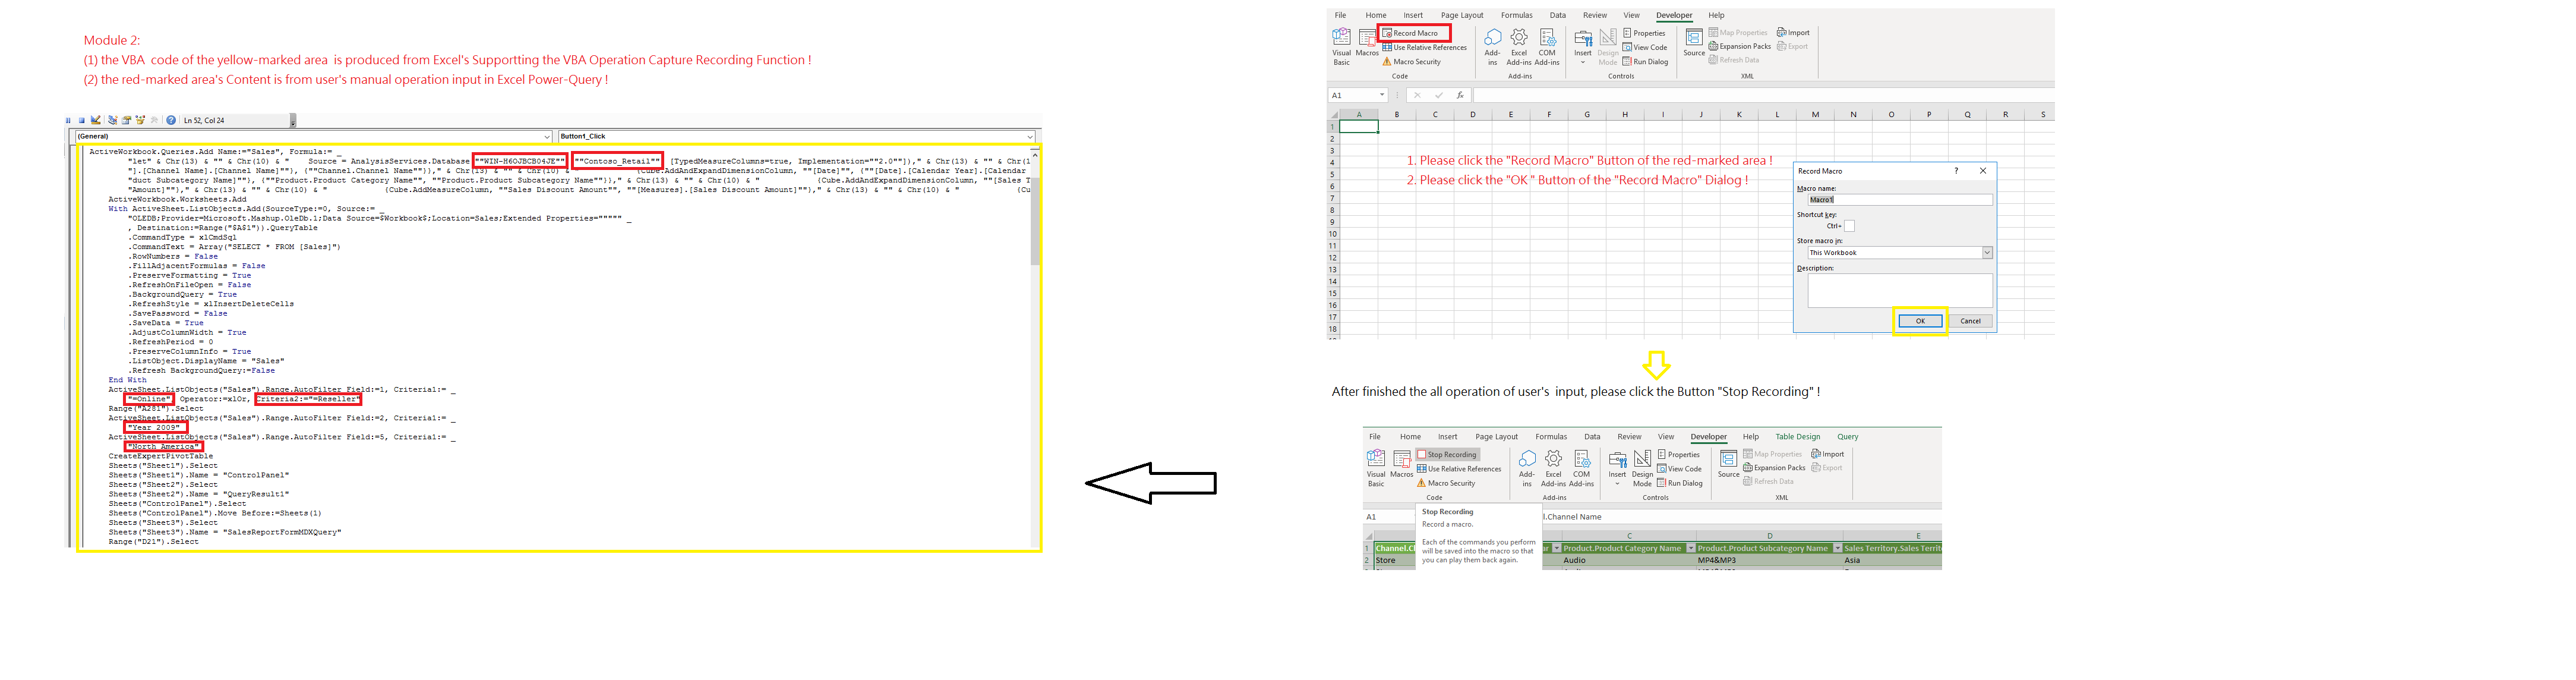 Module 2:
(1) the VBA  code of the yellow-marked area  is produced from Excel's Supportting the VBA Operation Capture Recording Function !
(2) the red-marked area's Content is from user's manual operation input in Excel Power-Query !
Ln 52, Col 24
(General) Button1_Click
ActiveWorkbook.Queries.Add Name:="Sales", Formula:= _
"let" & Chr(13) & "" & Chr(10) & "    Source = AnalysisServices.Database ""WIN-H6OJBCB04JE"" ""Contoso_Retail"" [TypedMeasureColumns=true, Implementation=""2.0""])," & Chr(13) & "" & Chr(1
"].[Channel Name].[Channel Name]""}, {""Channel.Channel Name""}}," & Chr(13) & "" & Chr(10) & "            {Cube.AddAndExpandDimensionColumn, ""[Date]"", {""[Date].[Calendar Year].[Calendar
"duct Subcategory Name]""}, {""Product.Product Category Name"", ""Product.Product Subcategory Name""}}," & Chr(13) & "" & Chr(10) & "            {Cube.AddAndExpandDimensionColumn, ""[Sales T
"Amount]""}," & Chr(13) & "" & Chr(10) & "            {Cube.AddMeasureColumn, ""Sales Discount Amount"", ""[Measures].[Sales Discount Amount]""}," & Chr(13) & "" & Chr(10) & "            {Cu
ActiveWorkbook.Worksheets.Add
With ActiveSheet.ListObjects.Add(SourceType:=0, Source:= _
"OLEDB;Provider=Microsoft.Mashup.OleDb.1;Data Source=$Workbook$;Location=Sales;Extended Properties=""""" _
, Destination:=Range("$A$1")).QueryTable
.CommandType = xlCmdSql
.CommandText = Array("SELECT * FROM [Sales]")
.RowNumbers = False
.FillAdjacentFormulas = False
.PreserveFormatting = True
.RefreshOnFileOpen = False
.BackgroundQuery = True
.RefreshStyle = xlInsertDeleteCells
.SavePassword = False
.SaveData = True
.AdjustColumnWidth = True
.RefreshPeriod = 0
.PreserveColumnInfo = True
.ListObject.DisplayName = "Sales"
.Refresh BackgroundQuery:=False
End With
ActiveSheet.ListObjects("Sales").Range.AutoFilter Field:=1, Criteria1:= _
"=Online" Operator:=xlOr, Criteria2:="=Reseller"
Range("A281").Select
ActiveSheet.ListObjects("Sales").Range.AutoFilter Field:=2, Criteria1:= _
"Year 2009"
ActiveSheet.ListObjects("Sales").Range.AutoFilter Field:=5, Criteria1:= _
"North America"
CreateExpertPivotTable
Sheets("Sheet1").Select
Sheets("Sheet1").Name = "ControlPanel"
Sheets("Sheet2").Select
Sheets("Sheet2").Name = "QueryResult1"
Sheets("ControlPanel").Select
Sheets("ControlPanel").Move Before:=Sheets(1)
Sheets("Sheet3").Select
Sheets("Sheet3").Name = "SalesReportFormMDXQuery"
Range("D21").Select
File Home Insert Page Layout Formulas Data Review View Developer Help
Record Macro Properties Map Properties Import
Use Relative References View Code Expansion Packs Export
Visual Basic Macros Macro Security Add-ins Excel Add-ins COM Add-ins Insert Design Mode Run Dialog Source Refresh Data
Code Add-ins Controls XML
A1 fx
A B C D E F G H I J K L M N O P Q R S
1
2
3
4
5
6
7
8
9
10
11
12
13
14
15
16
17
18
1. Please click the "Record Macro" Button of the red-marked area !
2. Please click the "OK " Button of the "Record Macro" Dialog !
Record Macro ? ×
Macro name:
Macro1
Shortcut key:
Ctrl+
Store macro in:
This Workbook
Description:
OK Cancel
After finished the all operation of user's  input, please click the Button "Stop Recording" !
File Home Insert Page Layout Formulas Data Review View Developer Help Table Design Query
Stop Recording Properties Map Properties Import
Use Relative References View Code Expansion Packs Export
Visual Basic Macros Macro Security Add-ins Excel Add-ins COM Add-ins Insert Design Mode Run Dialog Source Refresh Data
Code Add-ins Controls XML
A1 l.Channel Name
Stop Recording
Record a macro.
Each of the commands you perform
will be saved into the macro so that
you can play them back again.
C D E
1 Channel.C ar Product.Product Category Name Product.Product Subcategory Name Sales Territory.Sales Territ
2 Store Audio MP4&MP3 Asia